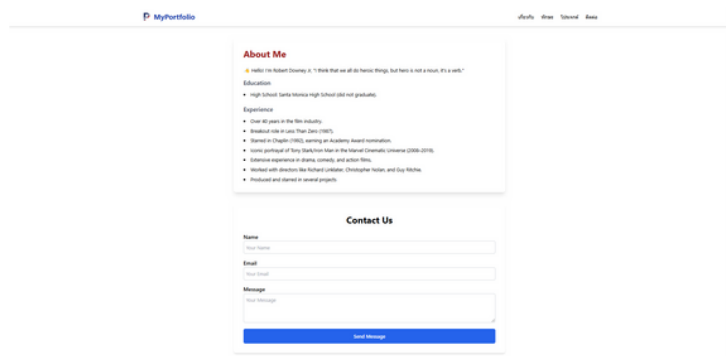 MyPortfolio
เกี่ยวกับ ทักษะ โปรเจกต์ ติดต่อ
About Me
👋 Hello! I'm Robert Downey Jr. "I think that we all do heroic things, but hero is not a noun, it's a verb."
Education
• High School: Santa Monica High School (did not graduate).
Experience
• Over 40 years in the film industry.
• Breakout role in Less Than Zero (1987).
• Starred in Chaplin (1992), earning an Academy Award nomination.
• Iconic portrayal of Tony Stark/Iron Man in the Marvel Cinematic Universe (2008–2019).
• Extensive experience in drama, comedy, and action films.
• Worked with directors like Richard Linklater, Christopher Nolan, and Guy Ritchie.
• Produced and starred in several projects
Contact Us
Name
Your Name
Email
Your Email
Message
Your Message
Send Message